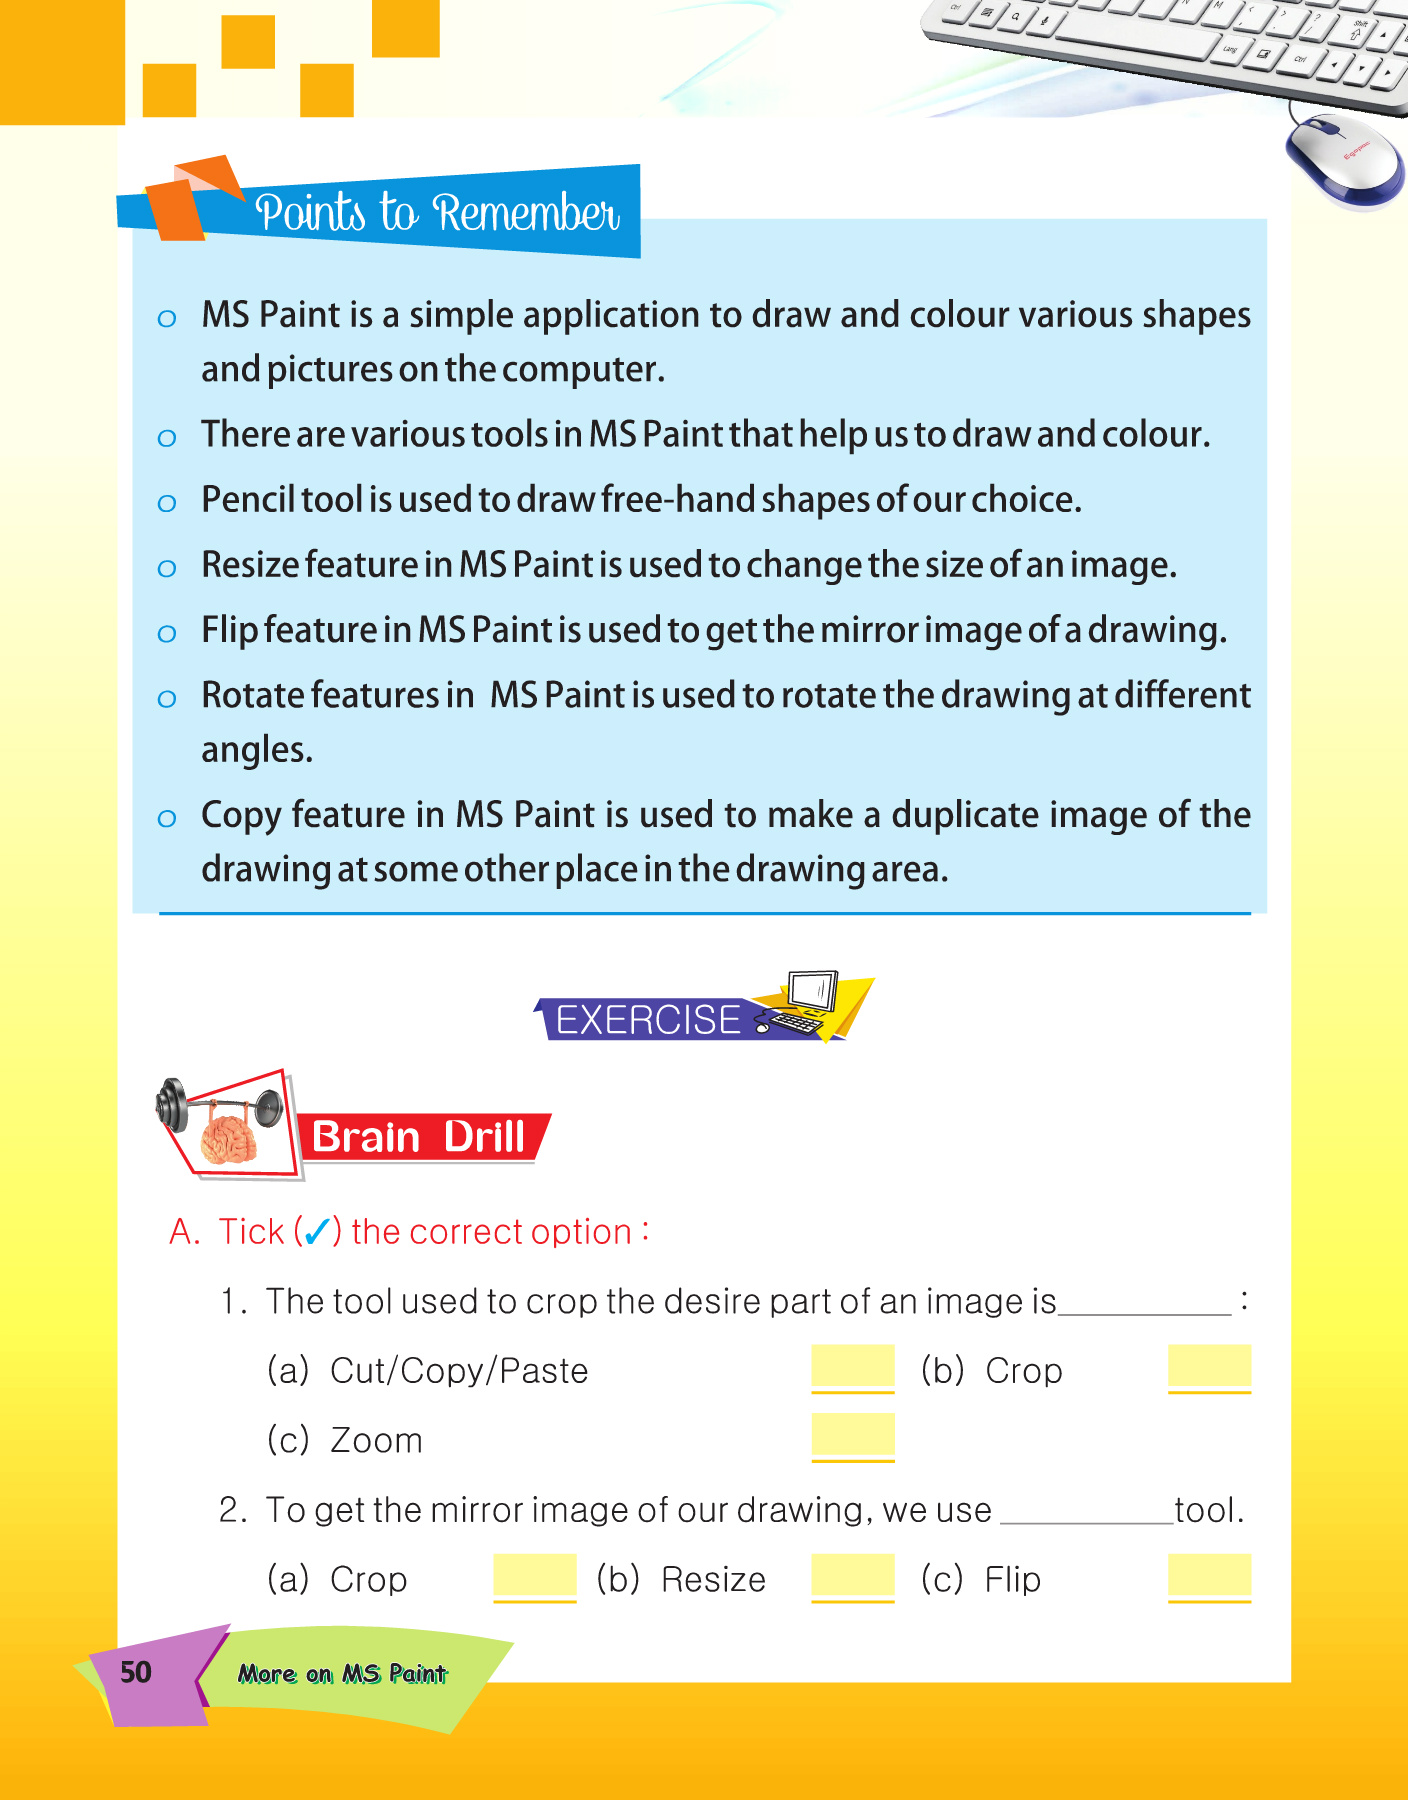 Points to Remember
o MS Paint is a simple application to draw and colour various shapes
and pictures on the computer.
o There are various tools in MS Paint that help us to draw and colour.
o Pencil tool is used to draw free-hand shapes of our choice.
o Resize feature in MS Paint is used to change the size of an image.
o Flip feature in MS Paint is used to get the mirror image of a drawing.
o Rotate features in MS Paint is used to rotate the drawing at different
angles.
o Copy feature in MS Paint is used to make a duplicate image of the
drawing at some other place in the drawing area.
EXERCISE
Brain Drill
A. Tick (✓) the correct option :
1. The tool used to crop the desire part of an image is__________ :
(a) Cut/Copy/Paste (b) Crop
(c) Zoom
2. To get the mirror image of our drawing, we use __________tool.
(a) Crop (b) Resize (c) Flip
50 More on MS Paint